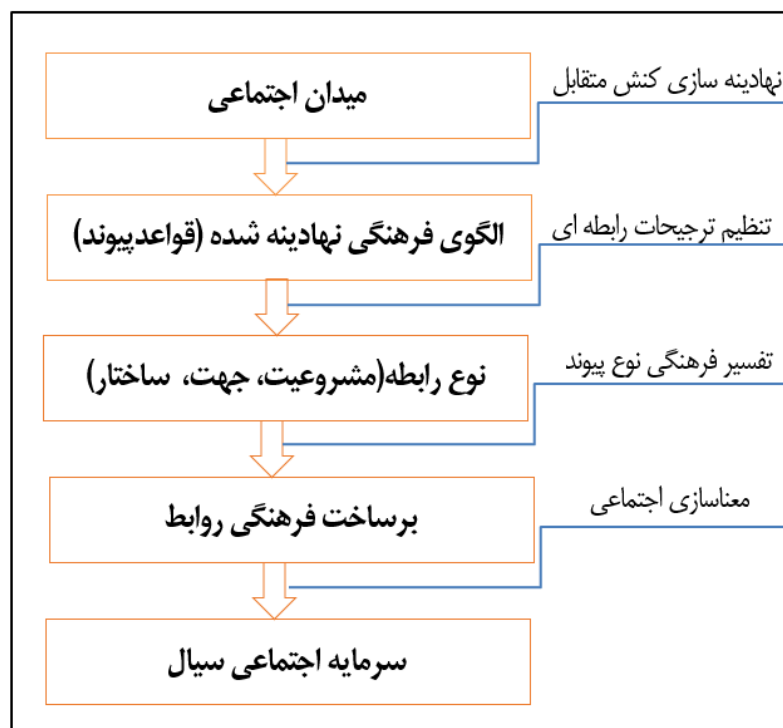 میدان اجتماعی
نهادینه سازی کنش متقابل
الگوی فرهنگی نهادینه شده (قواعدپیوند)
تنظیم ترجیحات رابطه ای
نوع رابطه(مشروعیت، جهت، ساختار)
تفسیر فرهنگی نوع پیوند
برساخت فرهنگی روابط
معناسازی اجتماعی
سرمایه اجتماعی سیال